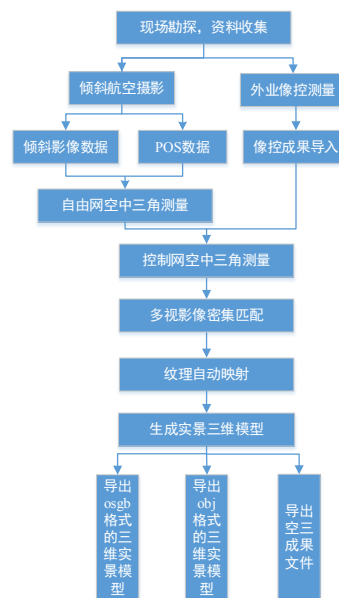 现场勘探，资料收集
倾斜航空摄影
外业像控测量
倾斜影像数据
POS数据
像控成果导入
自由网空中三角测量
控制网空中三角测量
多视影像密集匹配
纹理自动映射
生成实景三维模型
导出
osgb
格式
的三
维实
景模
型
导出
obj
格式
的三
维实
景模
型
导出
空三
成果
文件